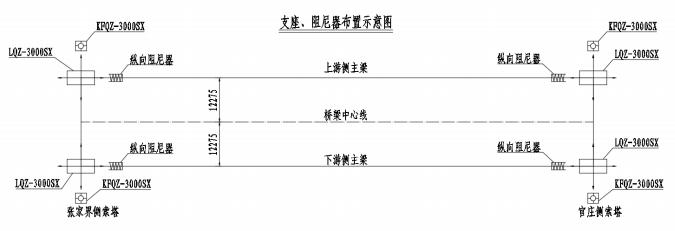 支座、阻尼器布置示意图
KFQZ-3000SX
KFQZ-3000SX
LQZ-3000SX
LQZ-3000SX
纵向阻尼器
上游侧主梁
纵向阻尼器
12275
桥梁中心线
12275
纵向阻尼器
下游侧主梁
纵向阻尼器
LQZ-3000SX
LQZ-3000SX
KFQZ-3000SX
KFQZ-3000SX
张家界侧索塔
官庄侧索塔